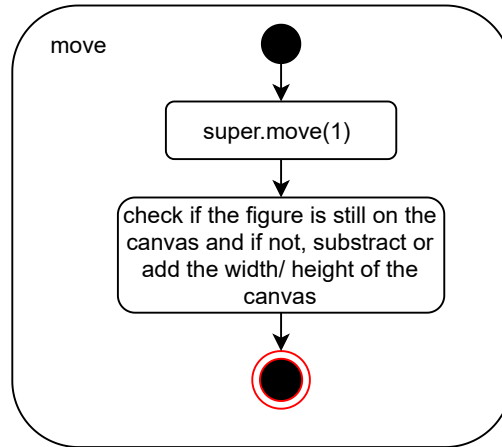 move
super.move(1)
check if the figure is still on the
canvas and if not, substract or
add the width/ height of the
canvas